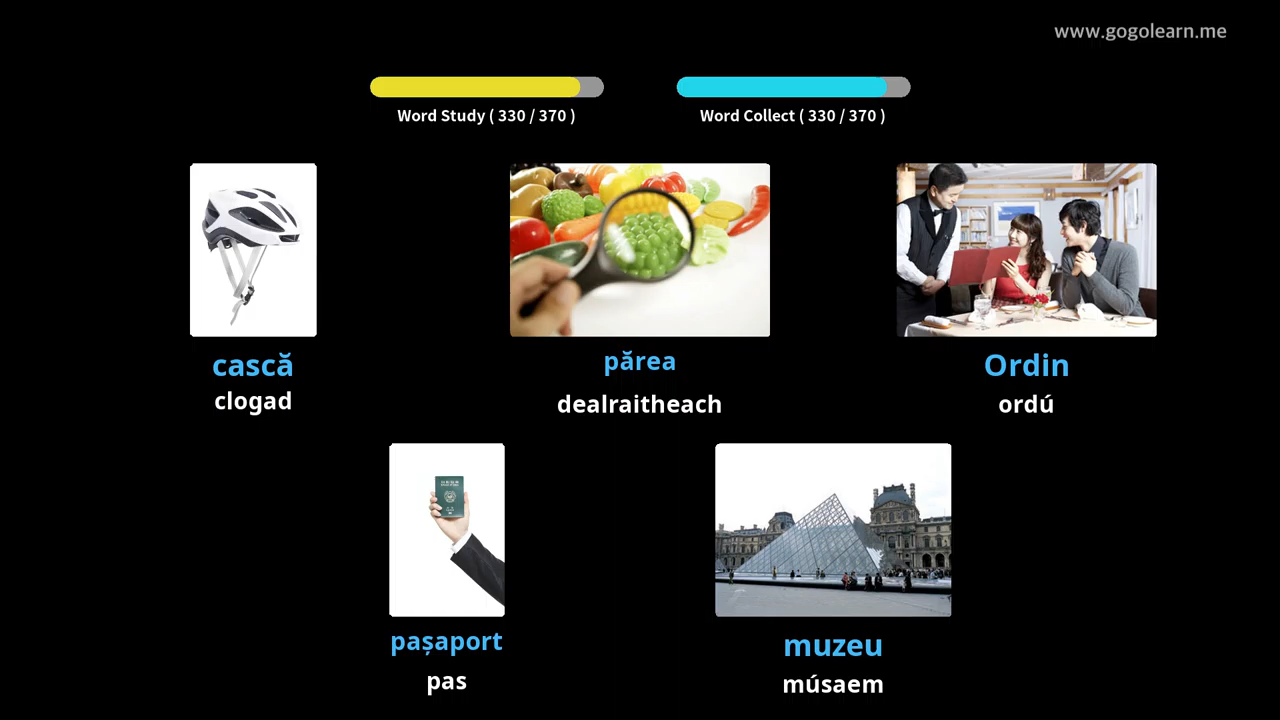 www.gogolearn.me
Word Study ( 330 / 370 )
Word Collect ( 330 / 370 )
cască
clogad
părea
dealraitheach
Ordin
ordú
pașaport
pas
muzeu
músaem